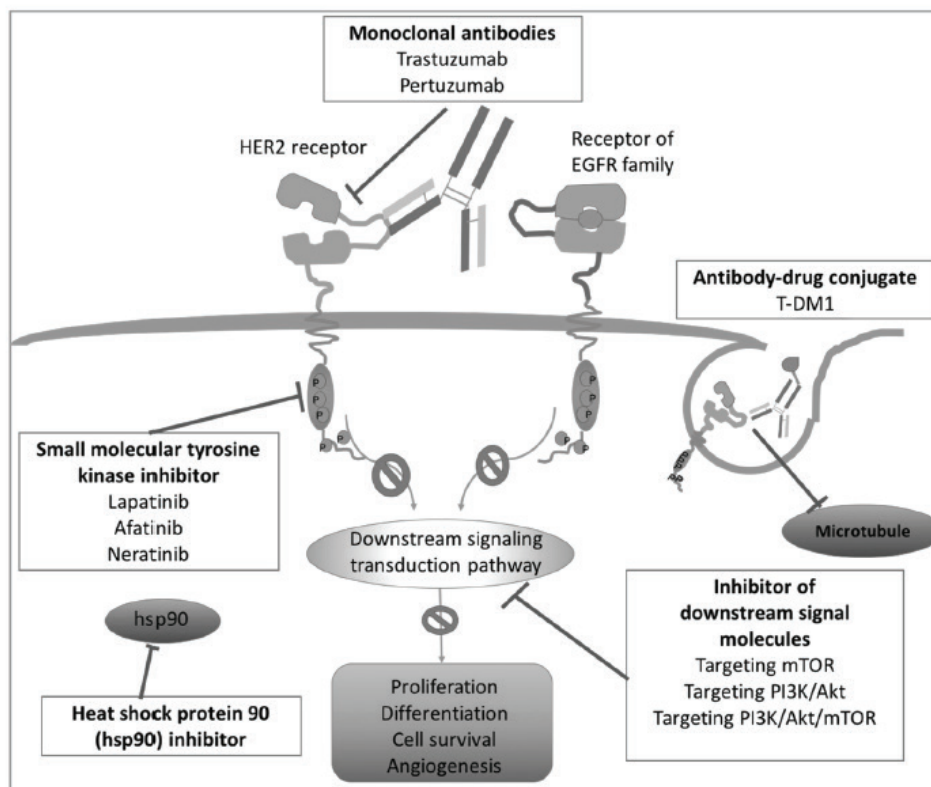 Monoclonal antibodies
Trastuzumab
Pertuzumab
HER2 receptor
Receptor of
EGFR family
Antibody-drug conjugate
T-DM1
P
P
P
P
P
P
P
P
P
P
Small molecular tyrosine
kinase inhibitor
Lapatinib
Afatinib
Neratinib
Microtubule
Downstream signaling
transduction pathway
hsp90
Inhibitor of
downstream signal
molecules
Targeting mTOR
Targeting PI3K/Akt
Targeting PI3K/Akt/mTOR
Heat shock protein 90
(hsp90) inhibitor
Proliferation
Differentiation
Cell survival
Angiogenesis